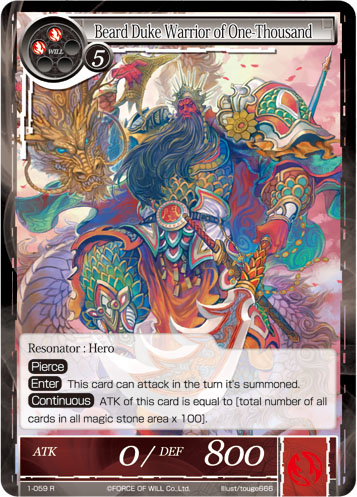 Beard Duke Warrior of One-Thousand
WILL
5
Resonator : Hero
Pierce
Enter This card can attack in the turn it's summoned.
Continuous ATK of this card is equal to [total number of all
cards in all magic stone area x 100].
ATK 0 / DEF 800
1-059 R ©FORCE OF WILL Co.,Ltd. Illust/touge666